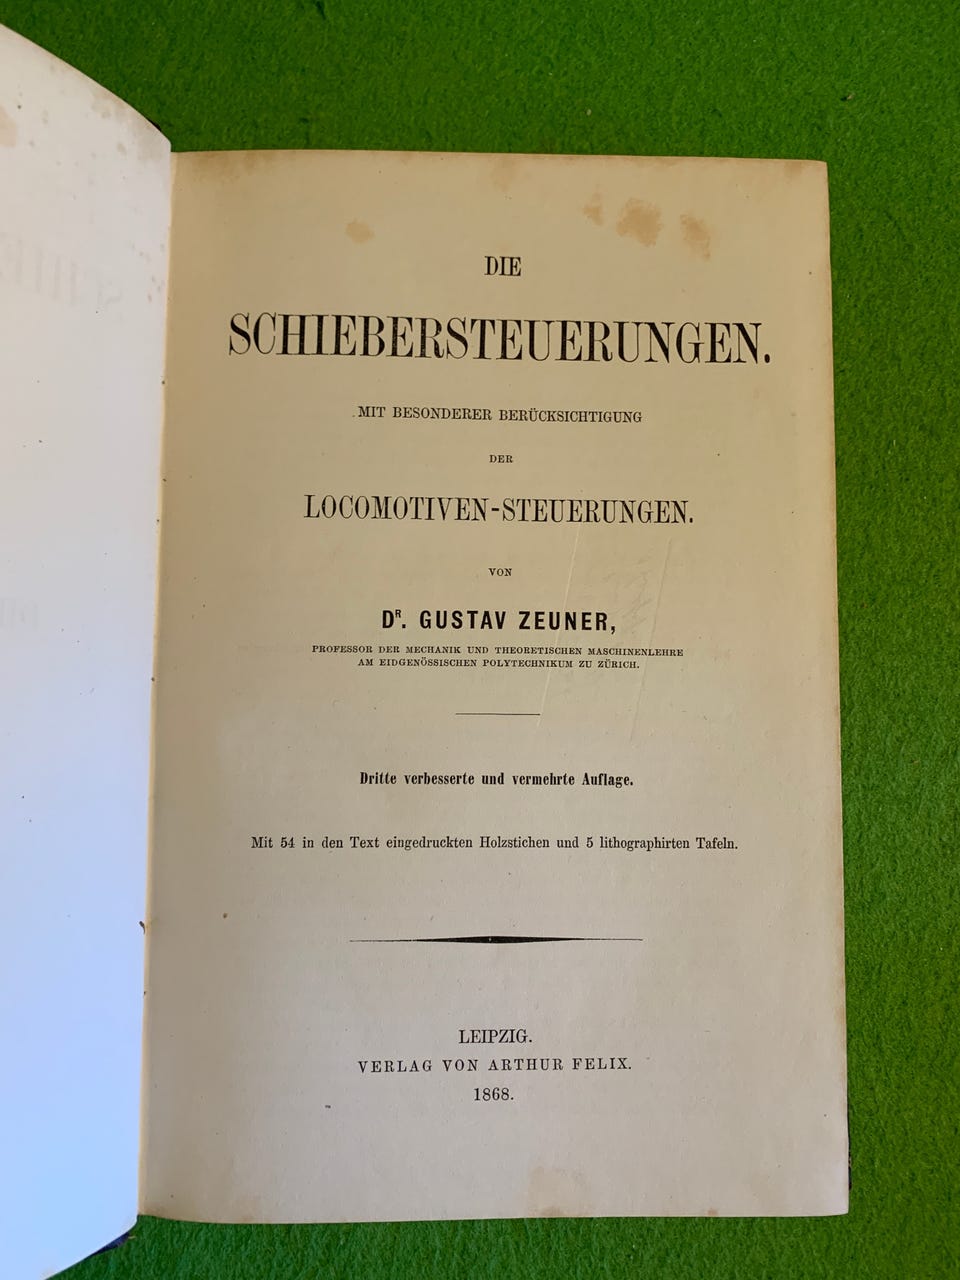 DIE
SCHIEBERSTEUERUNGEN.
MIT BESONDERER BERÜCKSICHTIGUNG
DER
LOCOMOTIVEN-STEUERUNGEN.
VON
DR. GUSTAV ZEUNER,
PROFESSOR DER MECHANIK UND THEORETISCHEN MASCHINENLEHRE
AM EIDGENÖSSISCHEN POLYTECHNIKUM ZU ZÜRICH.
Dritte verbesserte und vermehrte Auflage.
Mit 54 in den Text eingedruckten Holzstichen und 5 lithographirten Tafeln.
LEIPZIG.
VERLAG VON ARTHUR FELIX.
1868.